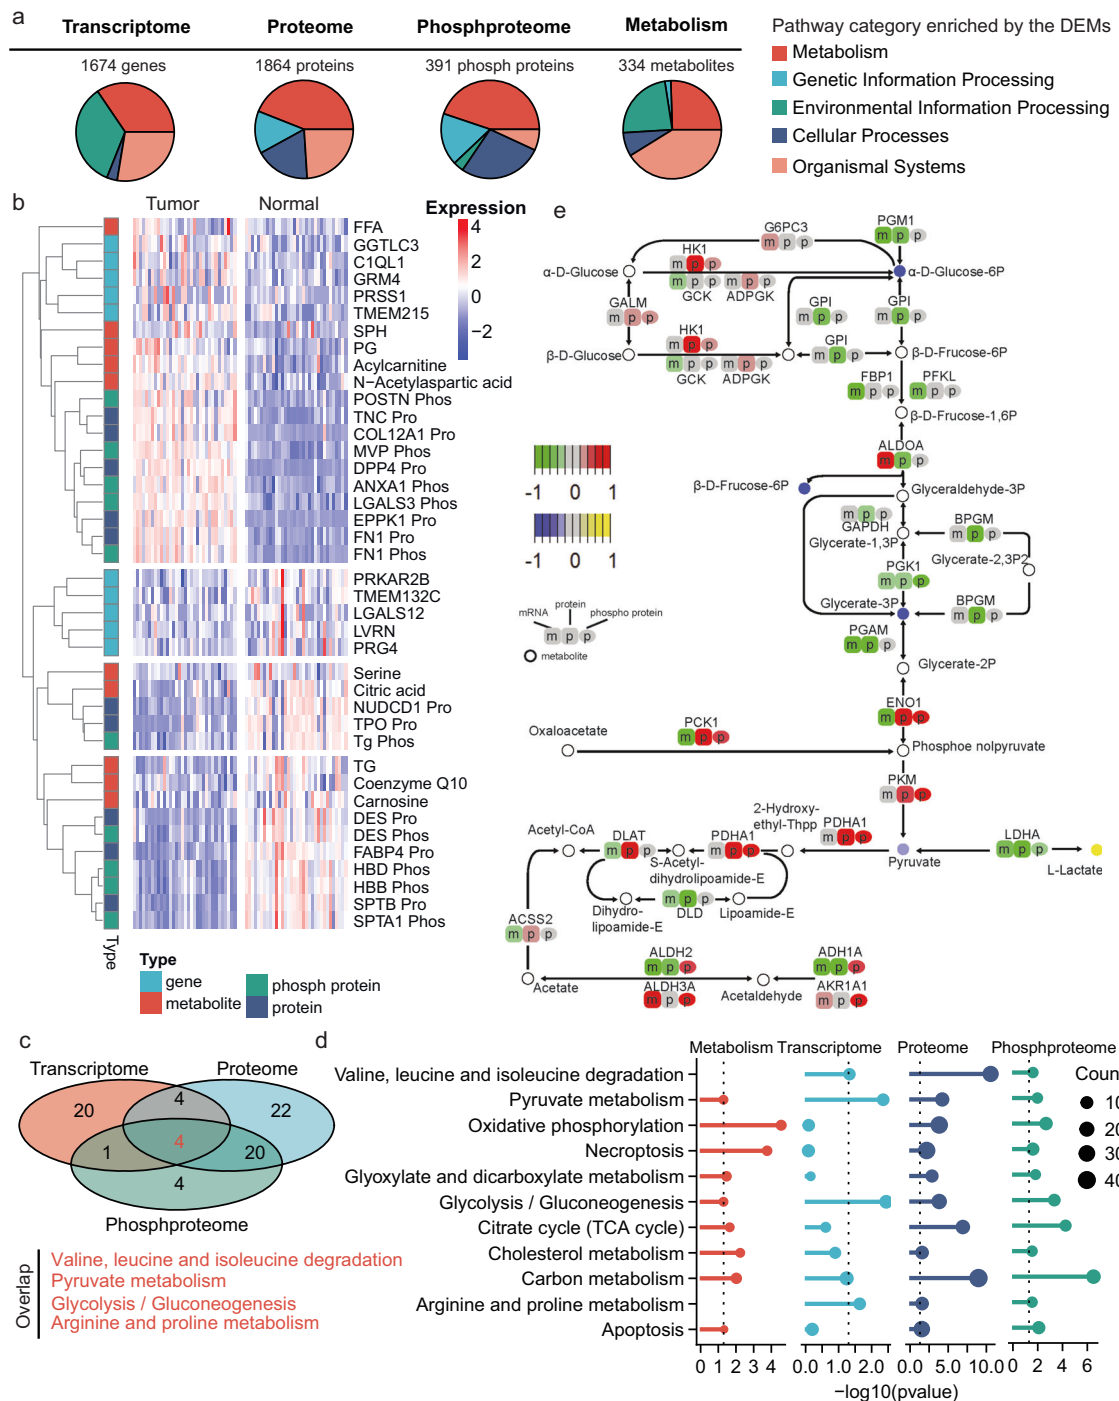 a
Transcriptome
Proteome
Phosphproteome
Metabolism
1674 genes
1864 proteins
391 phosph proteins
334 metabolites
Pathway category enriched by the DEMs
Metabolism
Genetic Information Processing
Environmental Information Processing
Cellular Processes
Organismal Systems
b
Tumor
Normal
Expression
4
2
0
−2
FFA
GGTLC3
C1QL1
GRM4
PRSS1
TMEM215
SPH
PG
Acylcarnitine
N−Acetylaspartic acid
POSTN Phos
TNC Pro
COL12A1 Pro
MVP Phos
DPP4 Pro
ANXA1 Phos
LGALS3 Phos
EPPK1 Pro
FN1 Pro
FN1 Phos
PRKAR2B
TMEM132C
LGALS12
LVRN
PRG4
Serine
Citric acid
NUDCD1 Pro
TPO Pro
Tg Phos
TG
Coenzyme Q10
Carnosine
DES Pro
DES Phos
FABP4 Pro
HBD Phos
HBB Phos
SPTB Pro
SPTA1 Phos
Type
Type
gene
metabolite
phosph protein
protein
e
G6PC3
m p p
PGM1
m p p
HK1
m p p
α-D-Glucose
α-D-Glucose-6P
m p p
GCK
m p p
ADPGK
GALM
m p p
GPI
m p p
GPI
m p p
HK1
m p p
β-D-Glucose
GPI
m p p
β-D-Frucose-6P
m p p
GCK
m p p
ADPGK
FBP1
m p p
PFKL
m p p
β-D-Frucose-1,6P
ALDOA
m p p
β-D-Frucose-6P
Glyceraldehyde-3P
-1 0 1
m p p
GAPDH
BPGM
m p p
Glycerate-1,3P
Glycerate-2,3P2
-1 0 1
PGK1
m p p
Glycerate-3P
BPGM
m p p
mRNA
protein
phospho protein
m p p
metabolite
PGAM
m p p
Glycerate-2P
ENO1
m p p
Oxaloacetate
PCK1
m p p
Phosphoe nolpyruvate
PKM
m p p
2-Hydroxy-
ethyl-Thpp
Acetyl-CoA
DLAT
m p p
PDHA1
m p p
PDHA1
m p p
LDHA
m p p
S-Acetyl-
dihydrolipoamide-E
Pyruvate
L-Lactate
m p p
DLD
Dihydro-
lipoamide-E
Lipoamide-E
ACSS2
m p p
ALDH2
m p p
ADH1A
m p p
Acetate
ALDH3A
m p p
Acetaldehyde
AKR1A1
m p p
c
Transcriptome
Proteome
20
4
22
4
1
20
4
Phosphproteome
Overlap
Valine, leucine and isoleucine degradation
Pyruvate metabolism
Glycolysis / Gluconeogenesis
Arginine and proline metabolism
d
Metabolism
Transcriptome
Proteome
Phosphproteome
Valine, leucine and isoleucine degradation
Pyruvate metabolism
Oxidative phosphorylation
Necroptosis
Glyoxylate and dicarboxylate metabolism
Glycolysis / Gluconeogenesis
Citrate cycle (TCA cycle)
Cholesterol metabolism
Carbon metabolism
Arginine and proline metabolism
Apoptosis
0 1 2 3 4
0.0 1.0 2.0
0.0 5.0 10.0
0 2 4 6
−log10(pvalue)
Coun
10
20
30
40